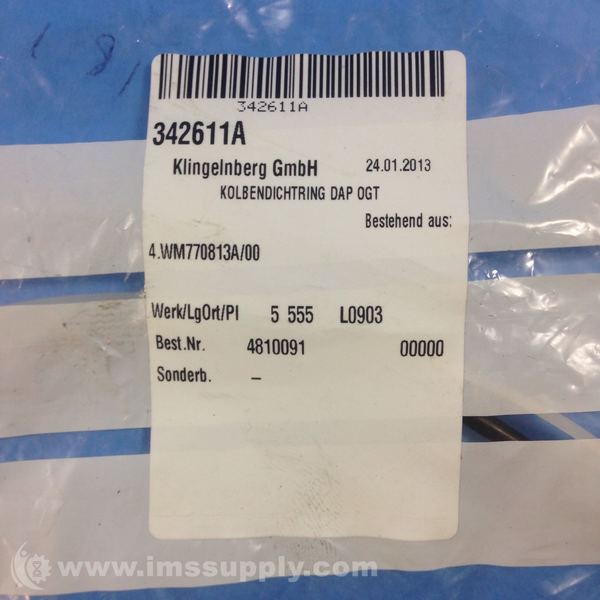 342611A
342611A
Klingelnberg GmbH 24.01.2013
KOLBENDICHTRING DAP OGT
Bestehend aus:
4.WM770813A/00
Werk/LgOrt/Pl 5 555 L0903
Best.Nr. 4810091 00000
Sonderb. –
www.imssupply.com